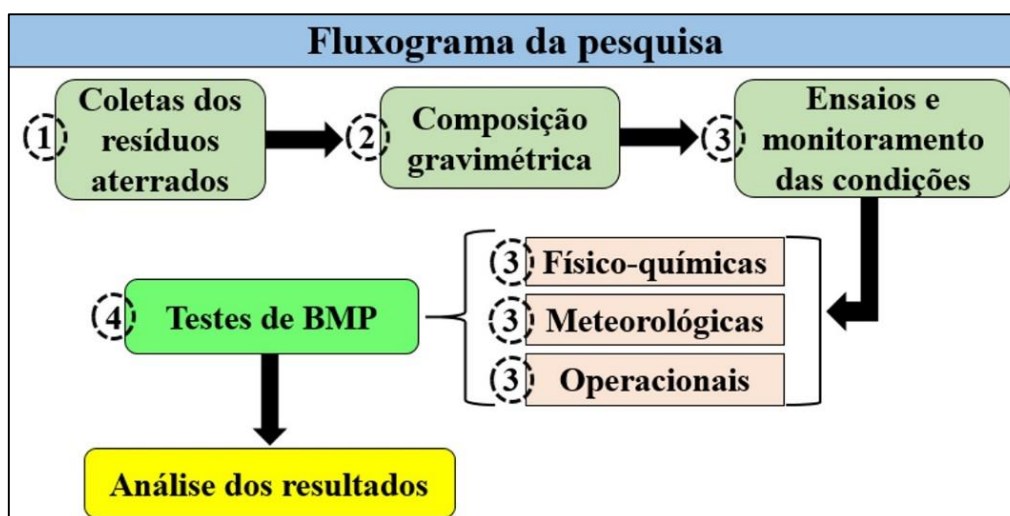 Fluxograma da pesquisa
1
Coletas dos
resíduos
aterrados
2
Composição
gravimétrica
3
Ensaios e
monitoramento
das condições
3 Físico-químicas
3 Meteorológicas
3 Operacionais
4 Testes de BMP
Análise dos resultados